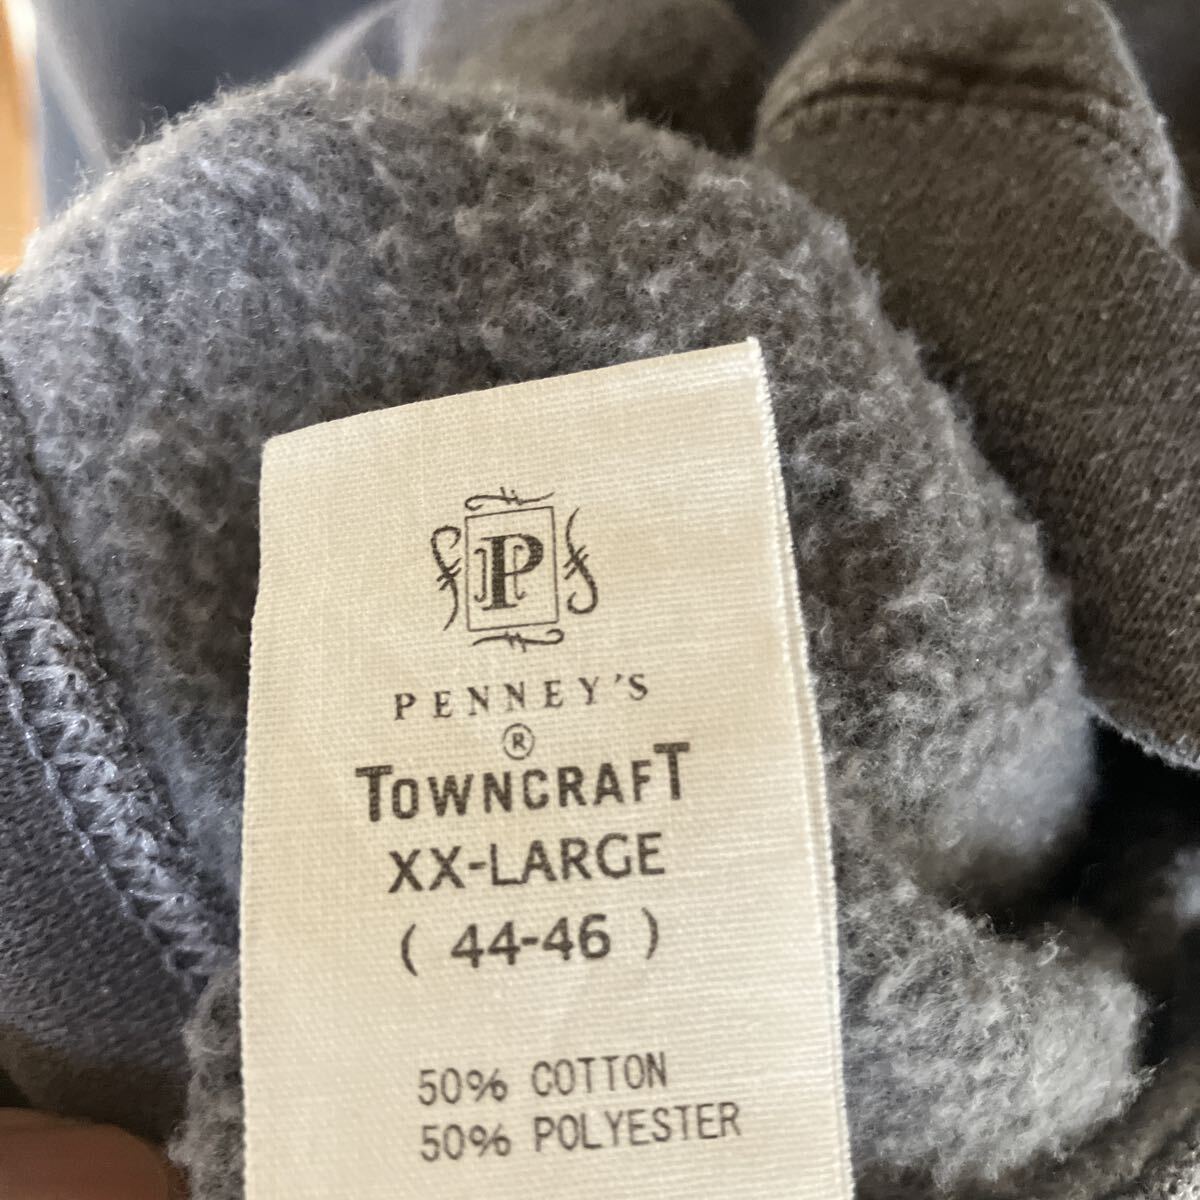 P
PENNEY'S
®
TOWNCRAFT
XX-LARGE
( 44-46 )
50% COTTON
50% POLYESTER